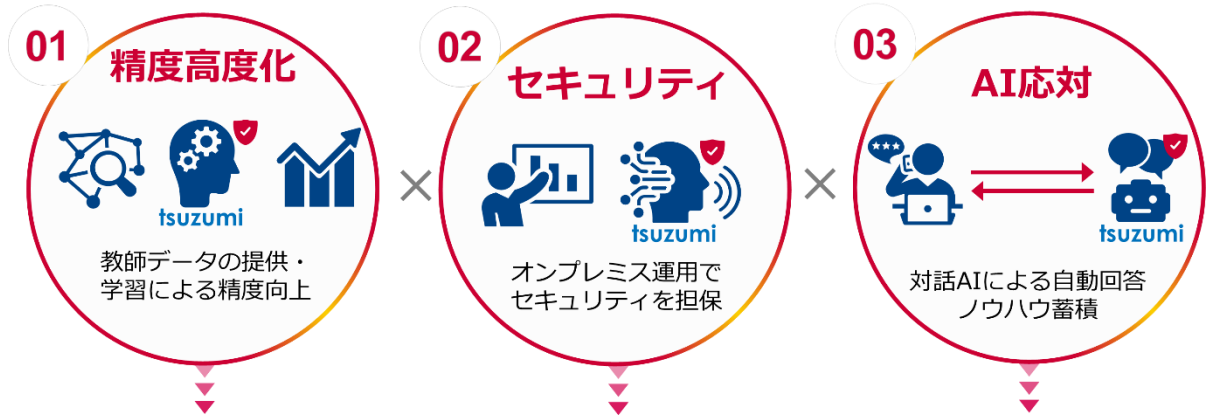 01
精度高度化
tsuzumi
教師データの提供・
学習による精度向上
×
02
セキュリティ
tsuzumi
オンプレミス運用で
セキュリティを担保
×
03
AI応対
***
tsuzumi
対話AIによる自動回答
ノウハウ蓄積